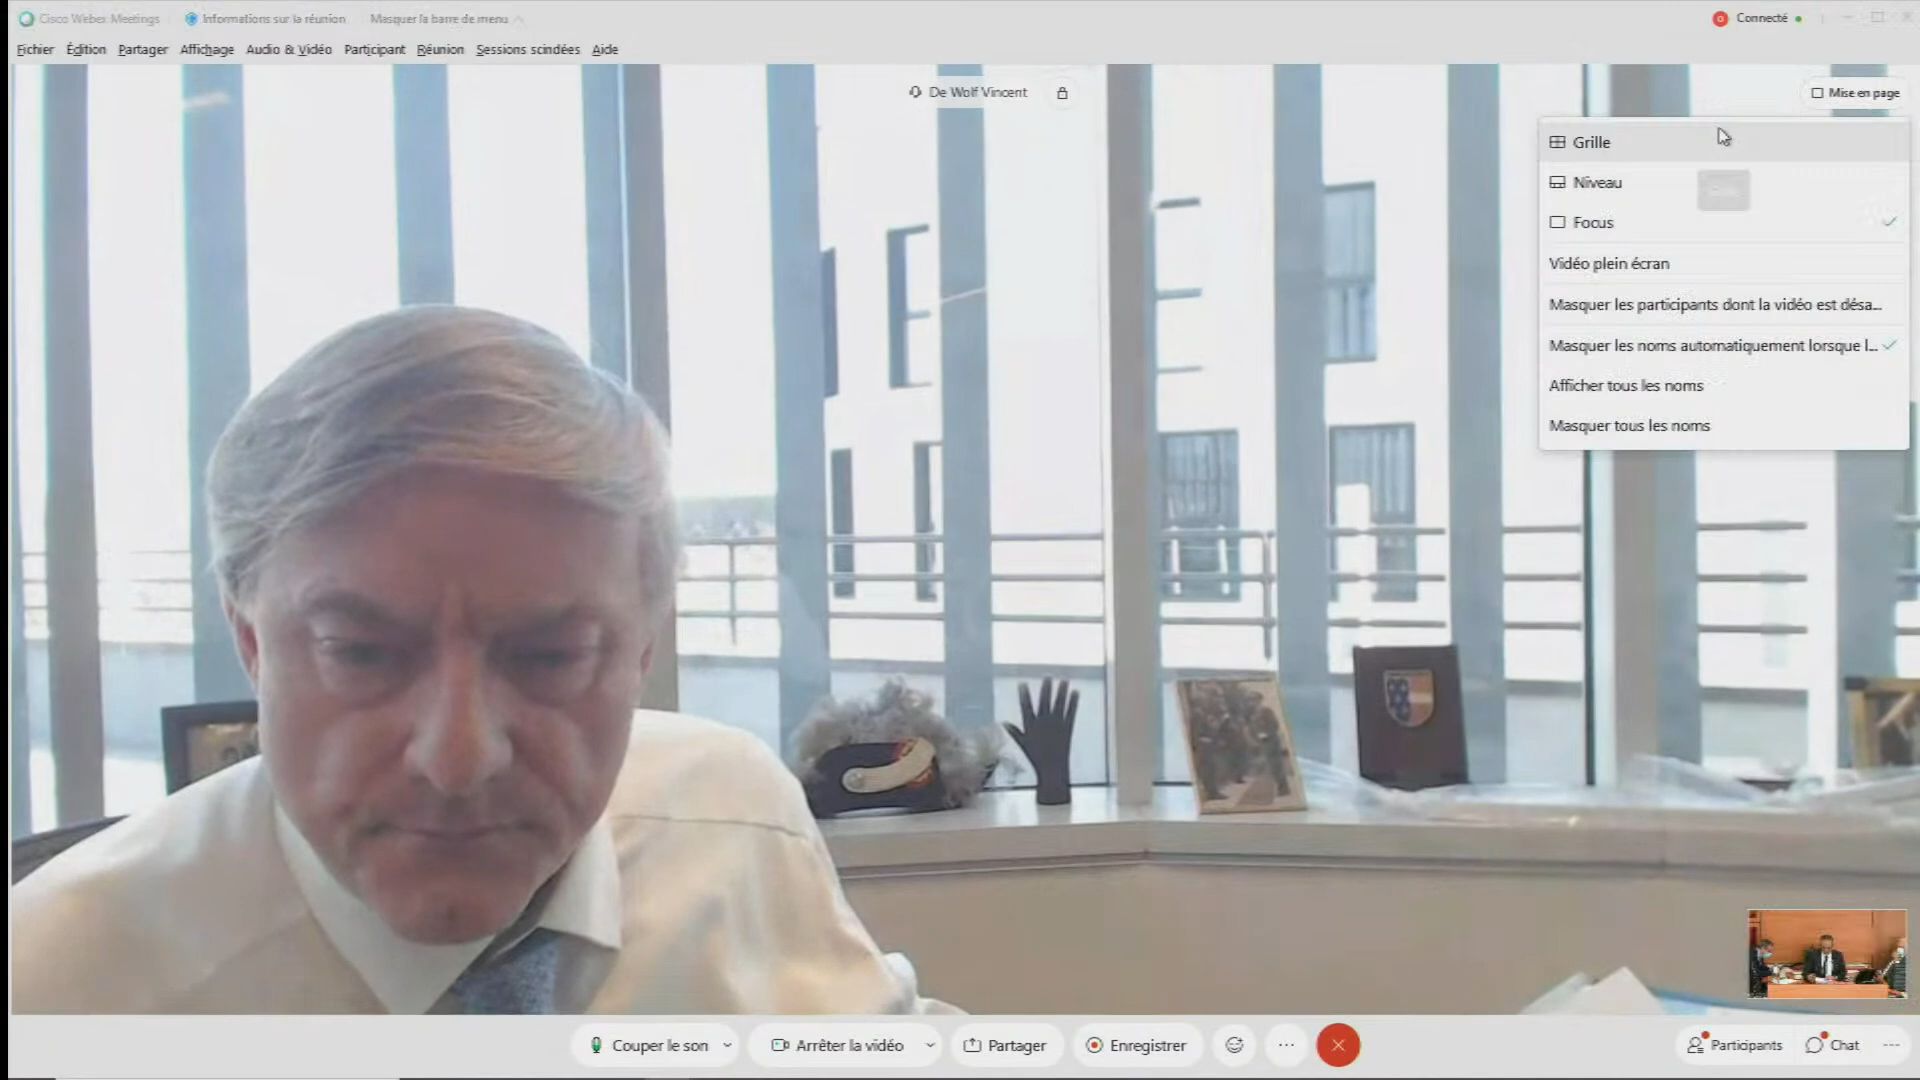 Cisco Webex Meetings
Informations sur la réunion
Masquer la barre de menu
Connecté
Fichier Édition Partager Affichage Audio & Vidéo Participant Réunion Sessions scindées Aide
De Wolf Vincent
Mise en page
Grille
Niveau
Focus
Vidéo plein écran
Masquer les participants dont la vidéo est désa...
Masquer les noms automatiquement lorsque l...
Afficher tous les noms
Masquer tous les noms
Couper le son
Arrêter la vidéo
Partager
Enregistrer
Participants
Chat